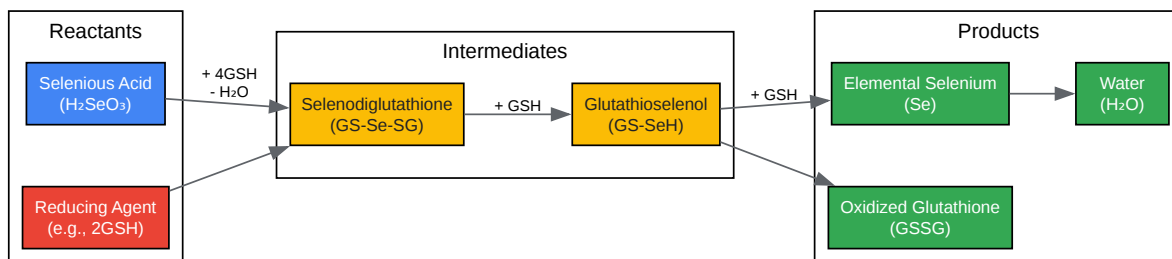 Reactants
Selenious Acid
(H₂SeO₃)
Reducing Agent
(e.g., 2GSH)
+ 4GSH
- H₂O
Intermediates
Selenodiglutathione
(GS-Se-SG)
+ GSH
Glutathioselenol
(GS-SeH)
+ GSH
Products
Elemental Selenium
(Se)
Water
(H₂O)
Oxidized Glutathione
(GSSG)